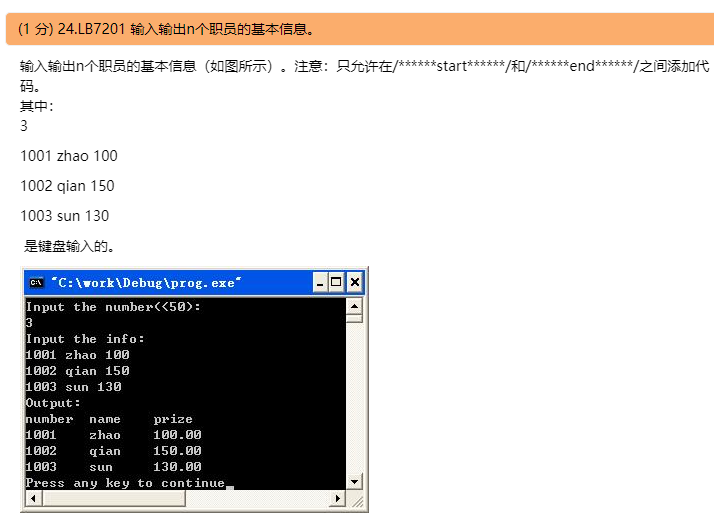 (1 分) 24.LB7201 输入输出n个职员的基本信息。
输入输出n个职员的基本信息（如图所示）。注意：只允许在/******start******/和/******end******/之间添加代
码。
其中：
3
1001 zhao 100
1002 qian 150
1003 sun 130
是键盘输入的。
"C:\work\Debug\prog.exe"
Input the number(<50):
3
Input the info:
1001 zhao 100
1002 qian 150
1003 sun 130
Output:
number  name    prize
1001    zhao    100.00
1002    qian    150.00
1003    sun     130.00
Press any key to continue_